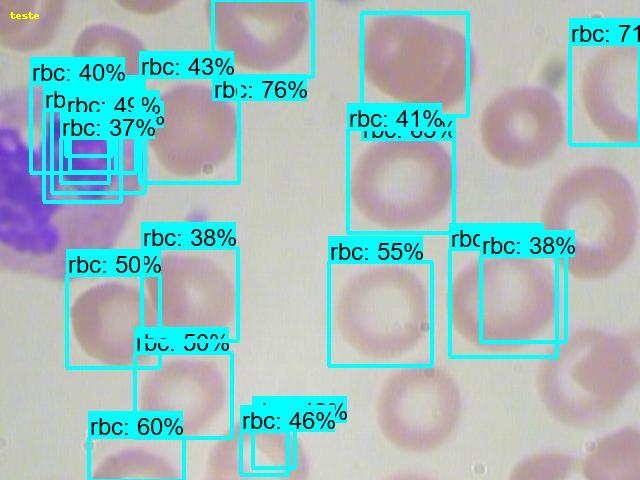 teste
rbc: 71
rbc: 40%
rbc: 43%
rbc: 76%
rbc: 49%
rbc: 37%
rbc: 41%
rbc: 38%
rbc: 55%
rbc: 38%
rbc: 50%
rbc: 50%
rbc: 60%
rbc: 46%